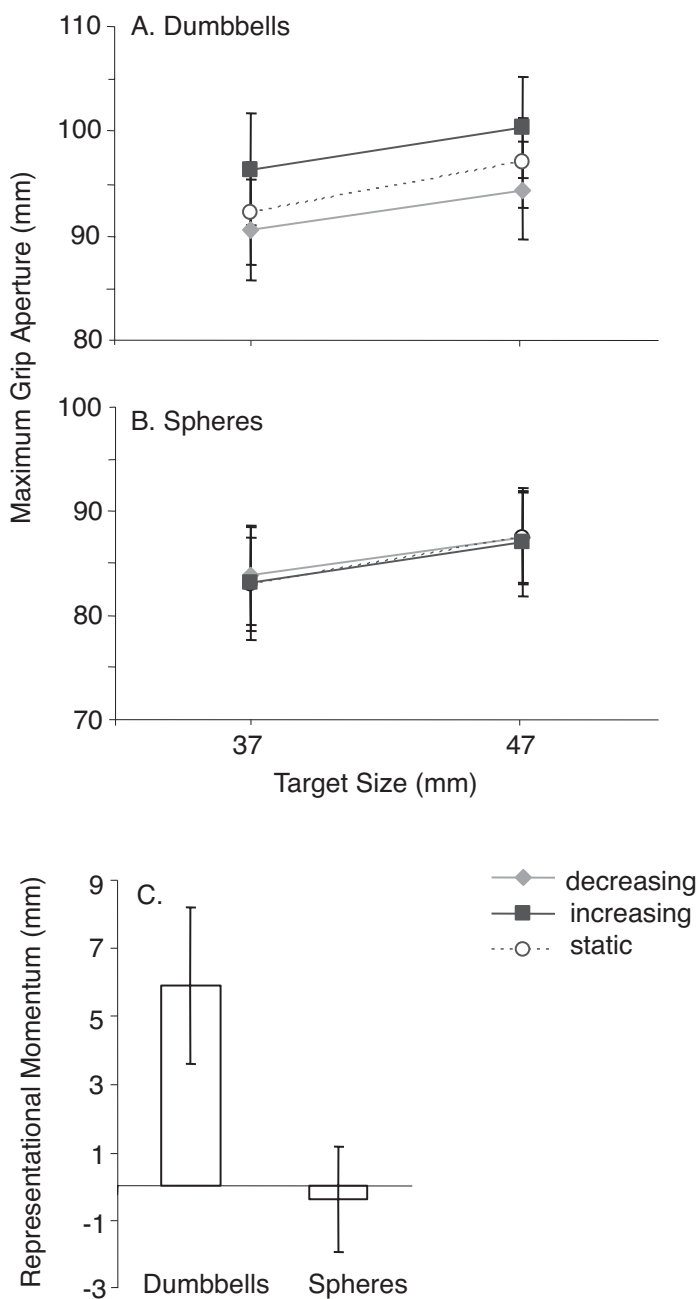 A. Dumbbells
110
100
90
80
Maximum Grip Aperture (mm)
B. Spheres
100
90
80
70
37 47
Target Size (mm)
C.
9
7
5
3
1
-1
-3
Representational Momentum (mm)
Dumbbells Spheres
decreasing
increasing
static